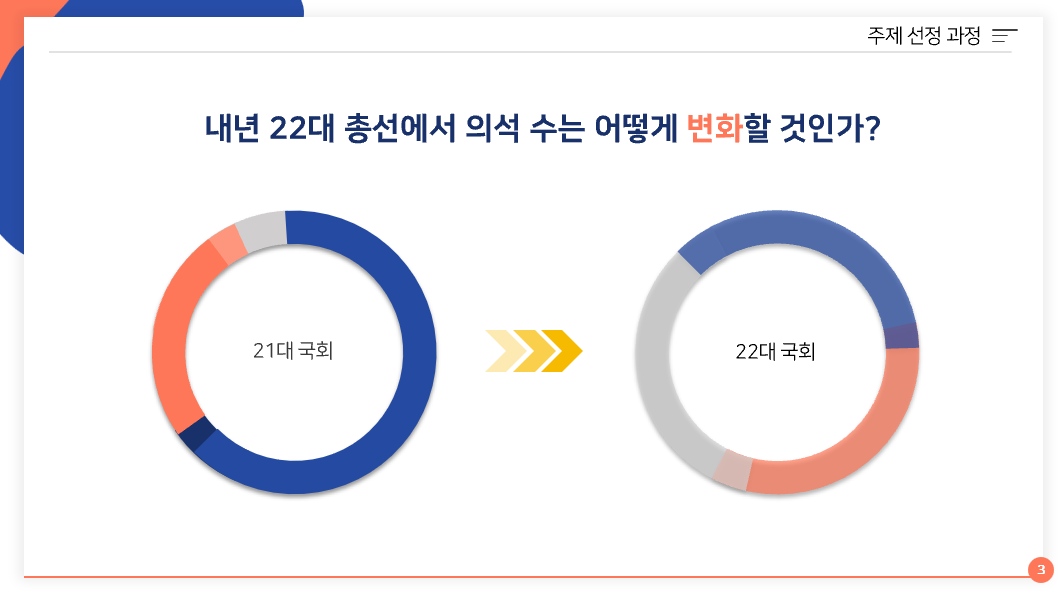 주제 선정 과정
내년 22대 총선에서 의석 수는 어떻게 변화할 것인가?
21대 국회
22대 국회
3